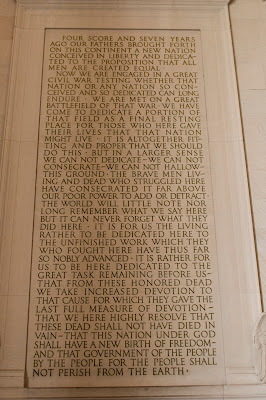 FOUR SCORE AND SEVEN YEARS
AGO OUR FATHERS BROUGHT FORTH
ON THIS CONTINENT A NEW NATION
CONCEIVED IN LIBERTY AND DEDICA-
TED TO THE PROPOSITION THAT ALL
MEN ARE CREATED EQUAL ·
NOW WE ARE ENGAGED IN A GREAT
CIVIL WAR TESTING WHETHER THAT
NATION OR ANY NATION SO CON-
CEIVED AND SO DEDICATED CAN LONG
ENDURE · WE ARE MET ON A GREAT
BATTLEFIELD OF THAT WAR · WE HAVE
COME TO DEDICATE A PORTION OF
THAT FIELD AS A FINAL RESTING
PLACE FOR THOSE WHO HERE GAVE
THEIR LIVES THAT THAT NATION
MIGHT LIVE · IT IS ALTOGETHER FIT-
TING AND PROPER THAT WE SHOULD
DO THIS · BUT IN A LARGER SENSE
WE CAN NOT DEDICATE~WE CAN NOT
CONSECRATE~WE CAN NOT HALLOW~
THIS GROUND · THE BRAVE MEN LIV-
ING AND DEAD WHO STRUGGLED HERE
HAVE CONSECRATED IT FAR ABOVE
OUR POOR POWER TO ADD OR DETRACT ·
THE WORLD WILL LITTLE NOTE NOR
LONG REMEMBER WHAT WE SAY HERE
BUT IT CAN NEVER FORGET WHAT THEY
DID HERE · IT IS FOR US THE LIVING
RATHER TO BE DEDICATED HERE TO
THE UNFINISHED WORK WHICH THEY
WHO FOUGHT HERE HAVE THUS FAR
SO NOBLY ADVANCED · IT IS RATHER FOR
US TO BE HERE DEDICATED TO THE
GREAT TASK REMAINING BEFORE US~
THAT FROM THESE HONORED DEAD
WE TAKE INCREASED DEVOTION TO
THAT CAUSE FOR WHICH THEY GAVE THE
LAST FULL MEASURE OF DEVOTION~
THAT WE HERE HIGHLY RESOLVE THAT
THESE DEAD SHALL NOT HAVE DIED IN
VAIN~THAT THIS NATION UNDER GOD
SHALL HAVE A NEW BIRTH OF FREEDOM~
AND THAT GOVERNMENT OF THE PEOPLE
BY THE PEOPLE FOR THE PEOPLE SHALL
NOT PERISH FROM THE EARTH ·